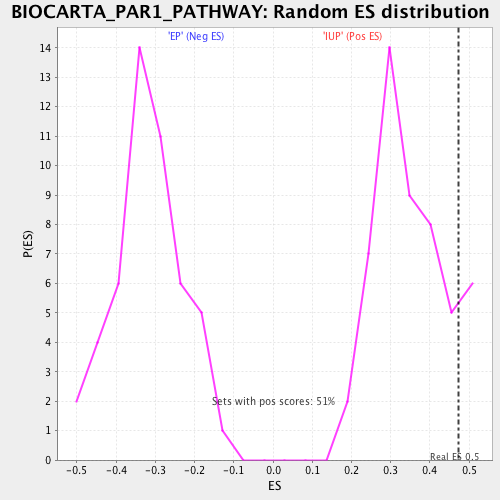 BIOCARTA_PAR1_PATHWAY: Random ES distribution
'EP' (Neg ES) 'IUP' (Pos ES)
14
13
12
11
10
9
8
7
6
5
4
3
2
1
0
P(ES)
Sets with pos scores: 51%
Real ES 0.5
-0.5 -0.4 -0.3 -0.2 -0.1 0.0 0.1 0.2 0.3 0.4 0.5
ES